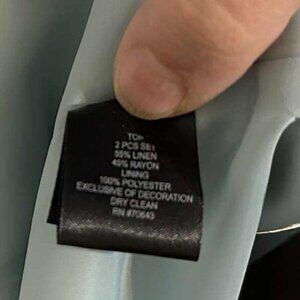 TOP
2 PCS SET
55% LINEN
45% RAYON
LINING
100% POLYESTER
EXCLUSIVE OF DECORATION
DRY CLEAN
RN #70643